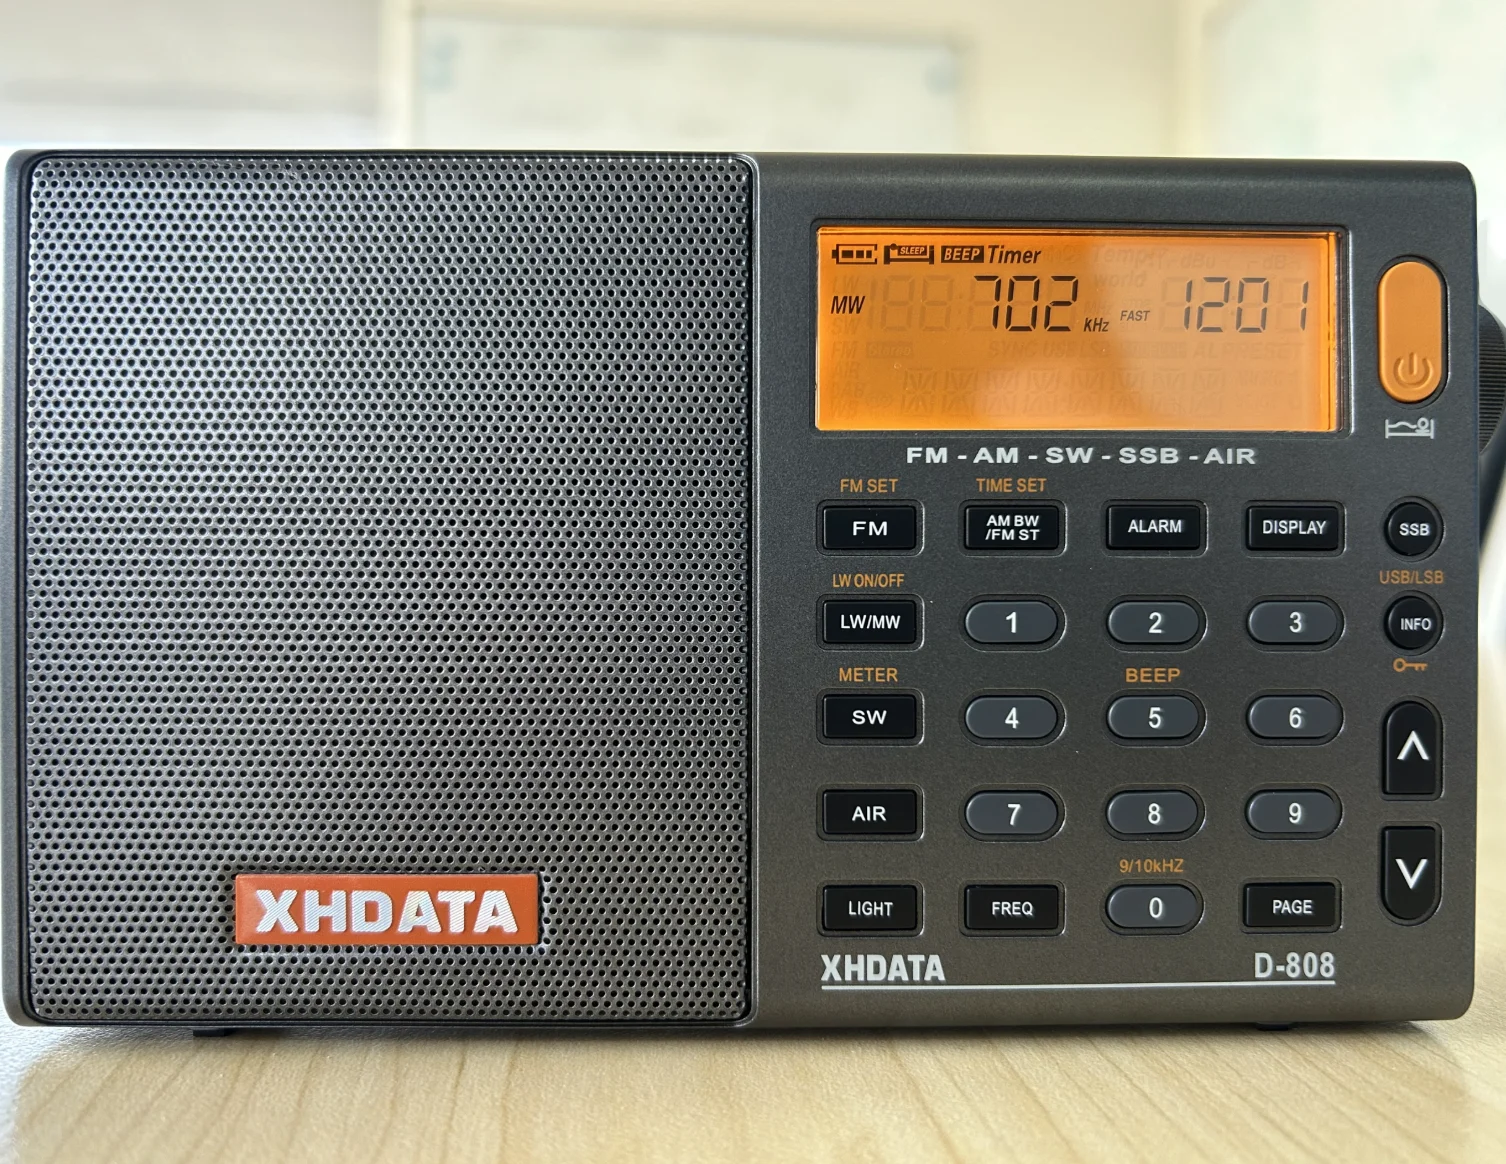 SLEEP BEEP Timer
MW 702 kHz FAST 1201
FM - AM - SW - SSB - AIR
FM SET TIME SET
FM AM BW /FM ST ALARM DISPLAY SSB
LW ON/OFF USB/LSB
LW/MW 1 2 3 INFO
METER BEEP
SW 4 5 6
AIR 7 8 9
9/10kHZ
LIGHT FREQ 0 PAGE
XHDATA
XHDATA D-808